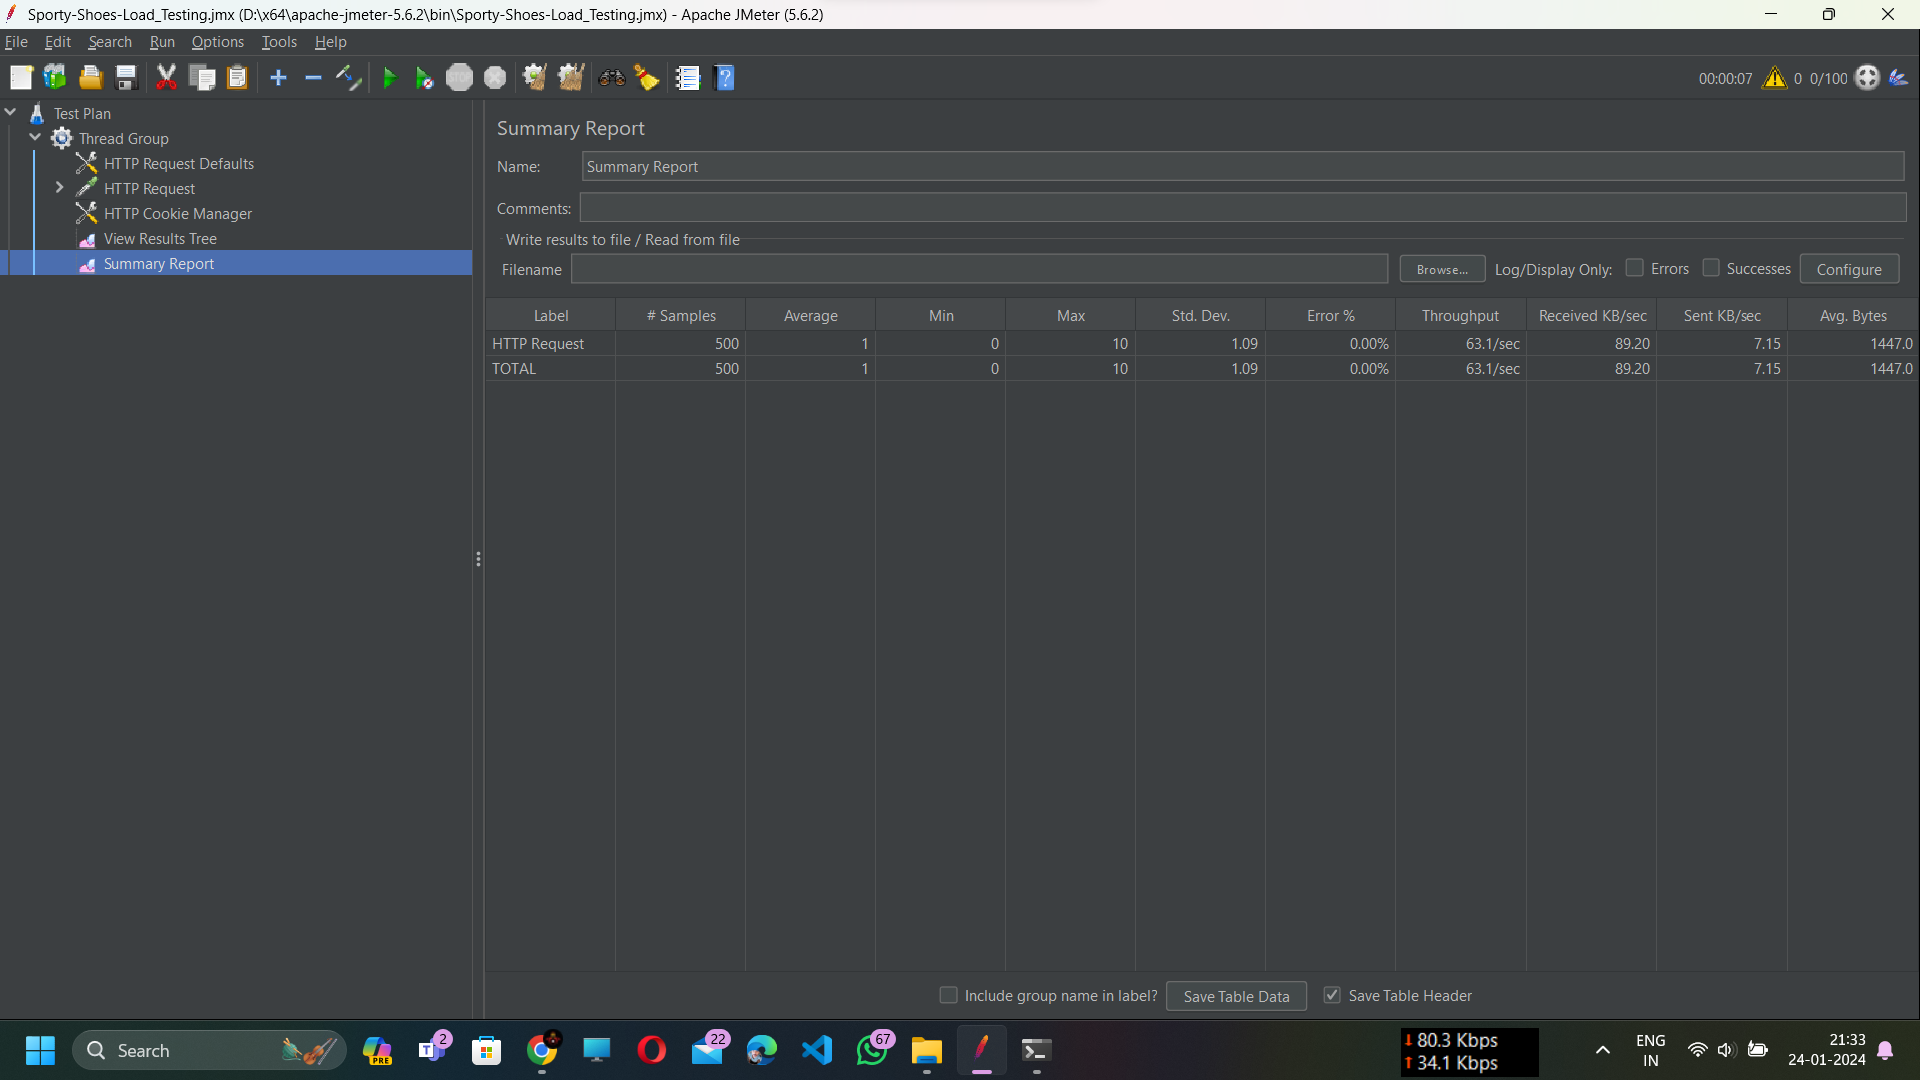 Sporty-Shoes-Load_Testing.jmx (D:\x64\apache-jmeter-5.6.2\bin\Sporty-Shoes-Load_Testing.jmx) - Apache JMeter (5.6.2)
File Edit Search Run Options Tools Help
STOP
00:00:07 0 0/100
Test Plan
Thread Group
HTTP Request Defaults
HTTP Request
HTTP Cookie Manager
View Results Tree
Summary Report
Summary Report
Name: Summary Report
Comments:
Write results to file / Read from file
Filename Browse... Log/Display Only: Errors Successes Configure
Label # Samples Average Min Max Std. Dev. Error % Throughput Received KB/sec Sent KB/sec Avg. Bytes
HTTP Request 500 1 0 10 1.09 0.00% 63.1/sec 89.20 7.15 1447.0
TOTAL 500 1 0 10 1.09 0.00% 63.1/sec 89.20 7.15 1447.0
Include group name in label? Save Table Data Save Table Header
Search
PRE
2
22
67
80.3 Kbps
34.1 Kbps
ENG
IN
21:33
24-01-2024